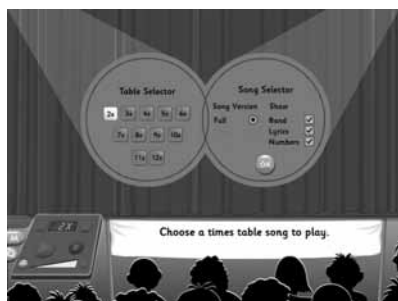 Table Selector
2x 3x 4x 5x 6x
7x 8x 9x 10x
11x 12x
Song Selector
Song Version Show
Full Band
Lyrics
Numbers
OK
Choose a times table song to play.